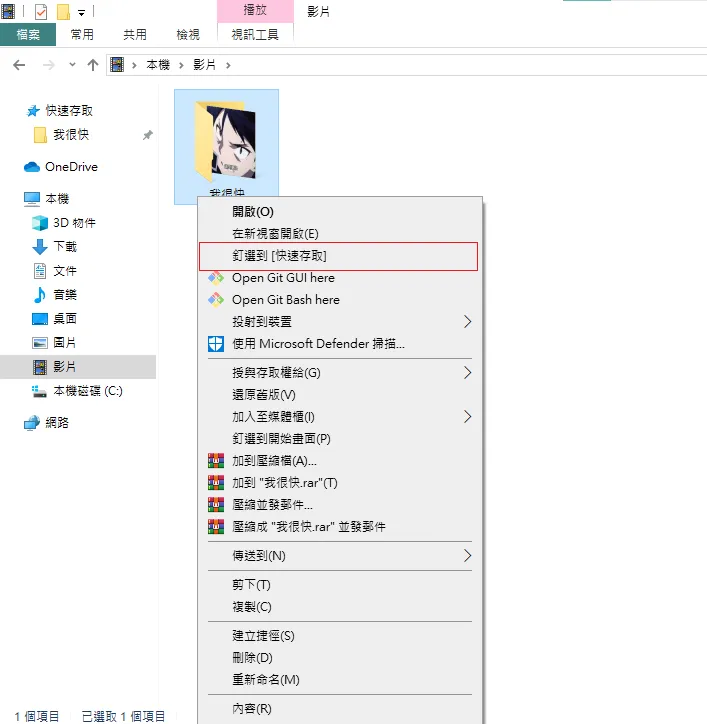 播放
影片
檔案
常用
共用
檢視
視訊工具
本機
影片
快速存取
我很快
OneDrive
本機
3D 物件
下載
文件
音樂
桌面
圖片
影片
本機磁碟 (C:)
網路
我很快
開啟(O)
在新視窗開啟(E)
釘選到 [快速存取]
Open Git GUI here
Open Git Bash here
投射到裝置
使用 Microsoft Defender 掃描...
授與存取權給(G)
還原舊版(V)
加入至媒體櫃(I)
釘選到開始畫面(P)
加到壓縮檔(A)...
加到 "我很快.rar"(T)
壓縮並發郵件...
壓縮成 "我很快.rar" 並發郵件
傳送到(N)
剪下(T)
複製(C)
建立捷徑(S)
刪除(D)
重新命名(M)
內容(R)
1 個項目
已選取 1 個項目